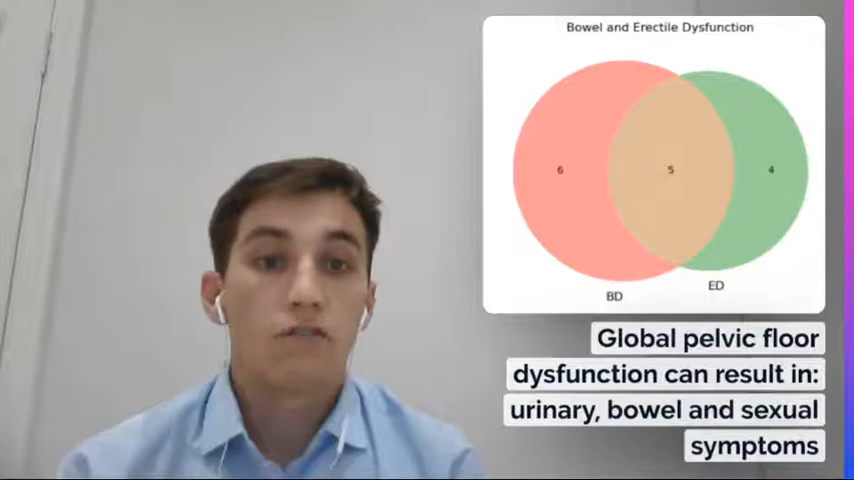 Bowel and Erectile Dysfunction
6 5 4
BD ED
Global pelvic floor
dysfunction can result in:
urinary, bowel and sexual
symptoms